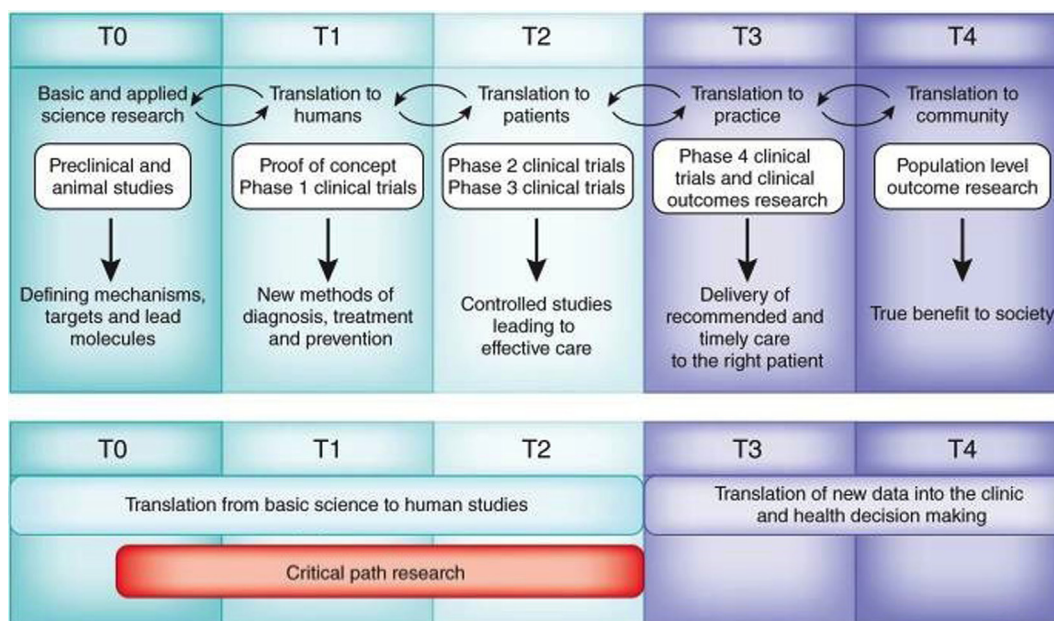 T0
T1
T2
T3
T4
Basic and applied
science research
Translation to
humans
Translation to
patients
Translation to
practice
Translation to
community
Preclinical and
animal studies
Proof of concept
Phase 1 clinical trials
Phase 2 clinical trials
Phase 3 clinical trials
Phase 4 clinical
trials and clinical
outcomes research
Population level
outcome research
Defining mechanisms,
targets and lead
molecules
New methods of
diagnosis, treatment
and prevention
Controlled studies
leading to
effective care
Delivery of
recommended and
timely care
to the right patient
True benefit to society
T0
T1
T2
T3
T4
Translation from basic science to human studies
Translation of new data into the clinic
and health decision making
Critical path research